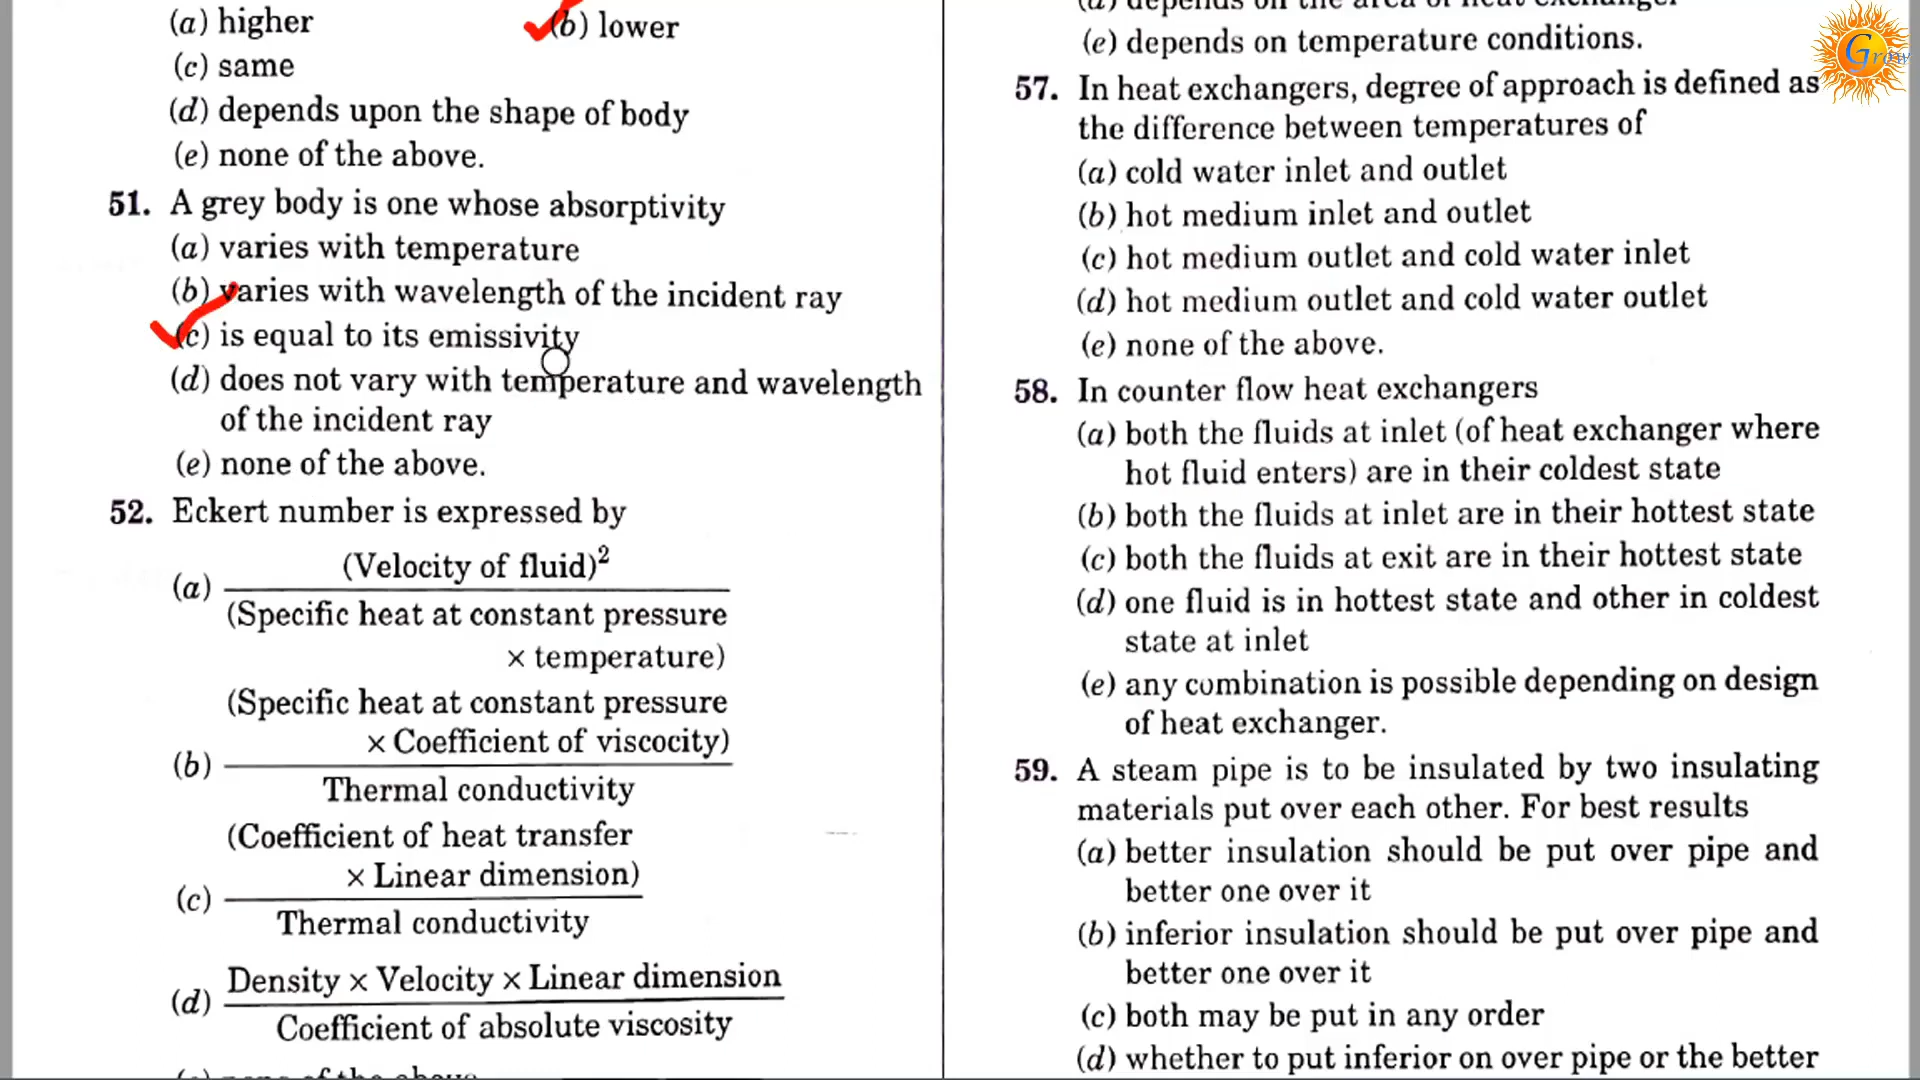 (a) higher
(b) lower
(c) same
(d) depends upon the shape of body
(e) none of the above.
51. A grey body is one whose absorptivity
(a) varies with temperature
(b) varies with wavelength of the incident ray
(c) is equal to its emissivity
(d) does not vary with temperature and wavelength
of the incident ray
(e) none of the above.
52. Eckert number is expressed by
(a) (Velocity of fluid)²
(Specific heat at constant pressure
× temperature)
(Specific heat at constant pressure
× Coefficient of viscocity)
(b)
Thermal conductivity
(Coefficient of heat transfer
× Linear dimension)
(c)
Thermal conductivity
Density × Velocity × Linear dimension
(d)
Coefficient of absolute viscosity
(e) none of the above
(d) depends on the area of heat exchanger
(e) depends on temperature conditions.
57. In heat exchangers, degree of approach is defined as
the difference between temperatures of
(a) cold water inlet and outlet
(b) hot medium inlet and outlet
(c) hot medium outlet and cold water inlet
(d) hot medium outlet and cold water outlet
(e) none of the above.
58. In counter flow heat exchangers
(a) both the fluids at inlet (of heat exchanger where
hot fluid enters) are in their coldest state
(b) both the fluids at inlet are in their hottest state
(c) both the fluids at exit are in their hottest state
(d) one fluid is in hottest state and other in coldest
state at inlet
(e) any combination is possible depending on design
of heat exchanger.
59. A steam pipe is to be insulated by two insulating
materials put over each other. For best results
(a) better insulation should be put over pipe and
better one over it
(b) inferior insulation should be put over pipe and
better one over it
(c) both may be put in any order
(d) whether to put inferior on over pipe or the better
Grow